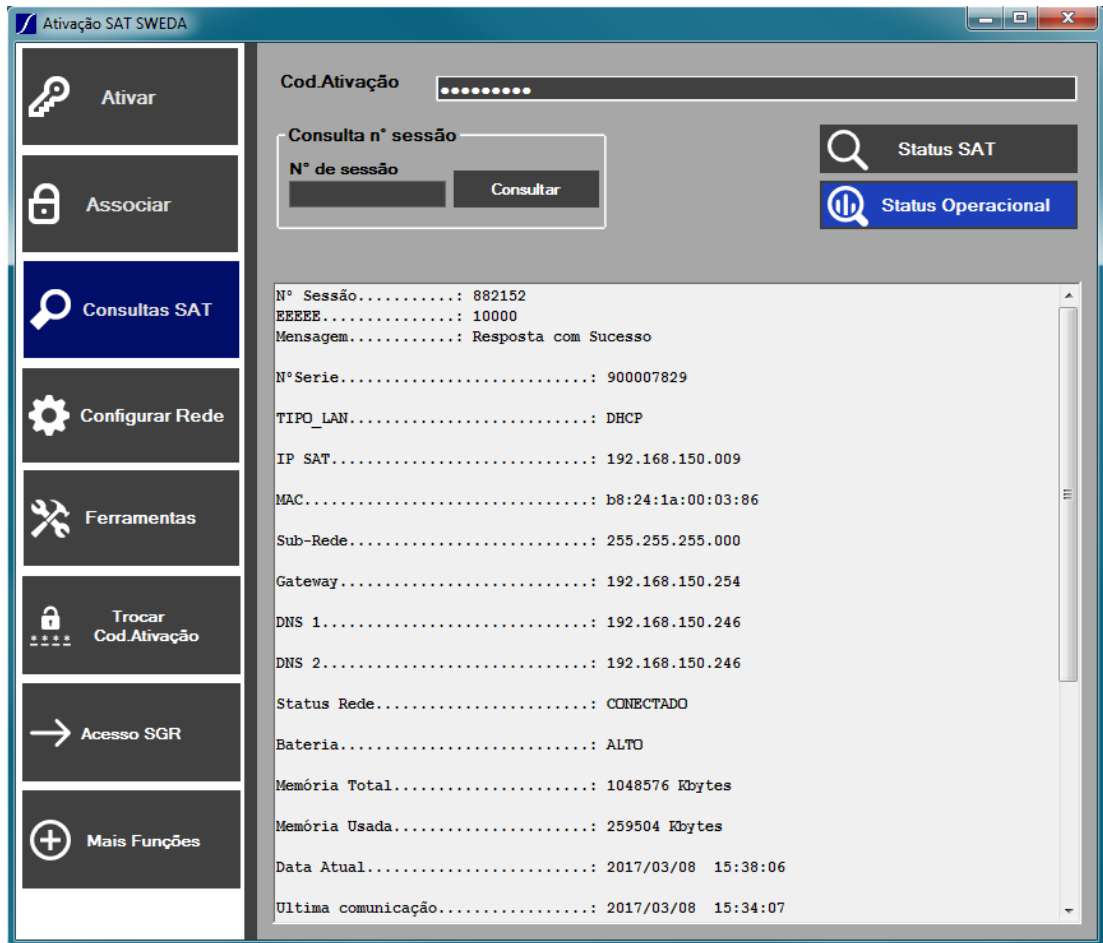 Ativação SAT SWEDA
Ativar
Associar
Consultas SAT
Configurar Rede
Ferramentas
Trocar
Cod.Ativação
Acesso SGR
Mais Funções
Cod.Ativação
•••••••••
Consulta n° sessão
N° de sessão
Consultar
Status SAT
Status Operacional
N° Sessão...........: 882152
EEEEE...............: 10000
Mensagem............: Resposta com Sucesso
N°Serie............................: 900007829
TIPO_LAN...........................: DHCP
IP SAT.............................: 192.168.150.009
MAC................................: b8:24:1a:00:03:86
Sub-Rede...........................: 255.255.255.000
Gateway............................: 192.168.150.254
DNS 1..............................: 192.168.150.246
DNS 2..............................: 192.168.150.246
Status Rede........................: CONECTADO
Bateria............................: ALTO
Memória Total......................: 1048576 Kbytes
Memória Usada......................: 259504 Kbytes
Data Atual.........................: 2017/03/08  15:38:06
Ultima comunicação.................: 2017/03/08  15:34:07